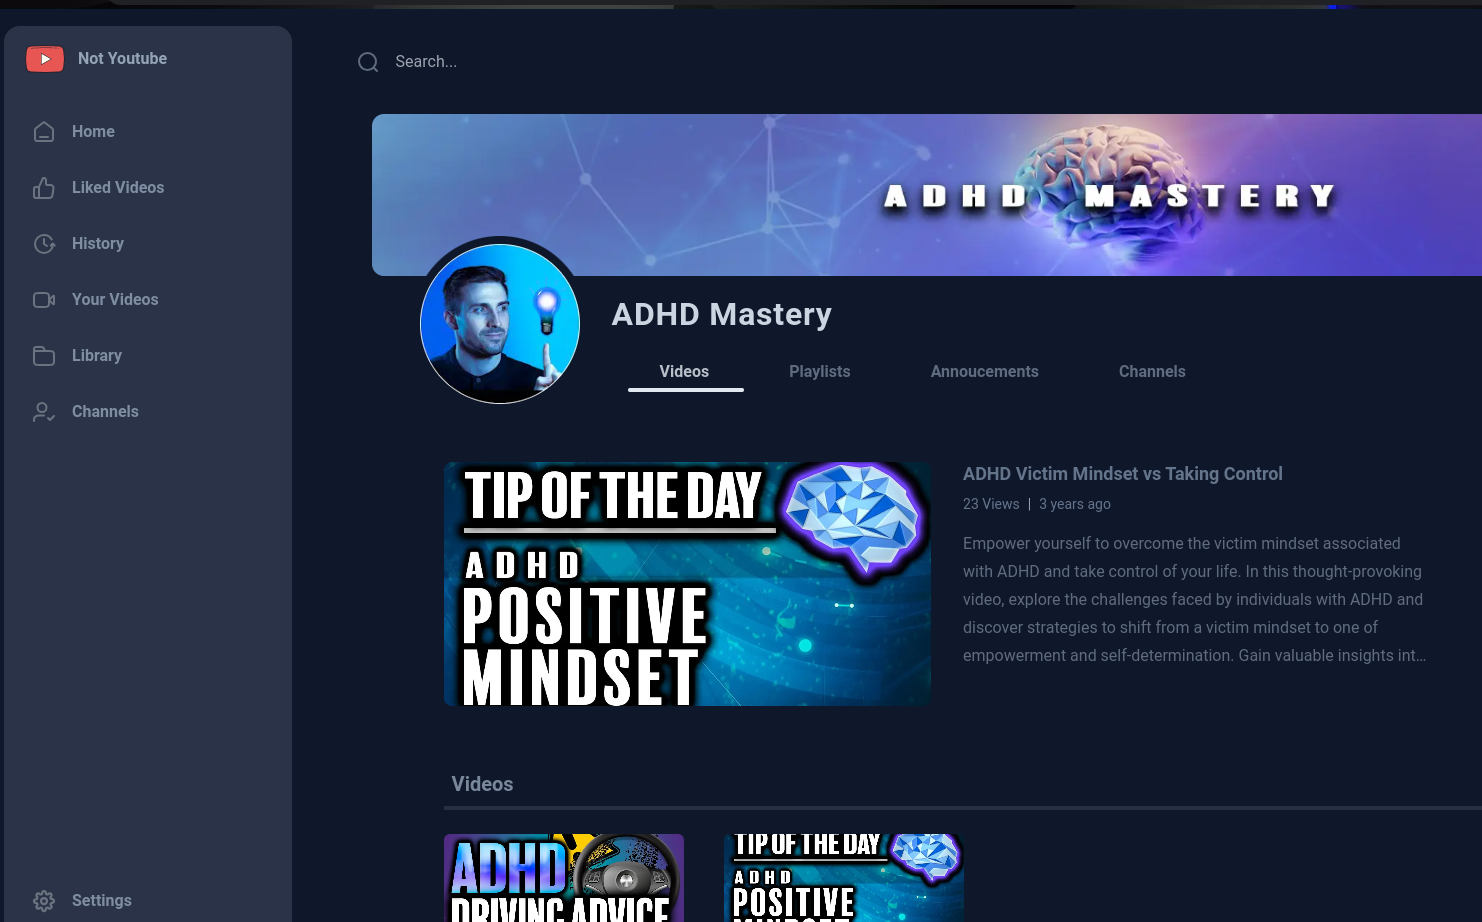 Not Youtube
Search...
Home
Liked Videos
History
Your Videos
Library
Channels
Settings
ADHD MASTERY
ADHD Mastery
Videos
Playlists
Annoucements
Channels
TIP OF THE DAY
ADHD
POSITIVE
MINDSET
ADHD Victim Mindset vs Taking Control
23 Views | 3 years ago
Empower yourself to overcome the victim mindset associated
with ADHD and take control of your life. In this thought-provoking
video, explore the challenges faced by individuals with ADHD and
discover strategies to shift from a victim mindset to one of
empowerment and self-determination. Gain valuable insights int...
Videos
ADHD
DRIVING ADVICE
TIP OF THE DAY
ADHD
POSITIVE
MINDSET